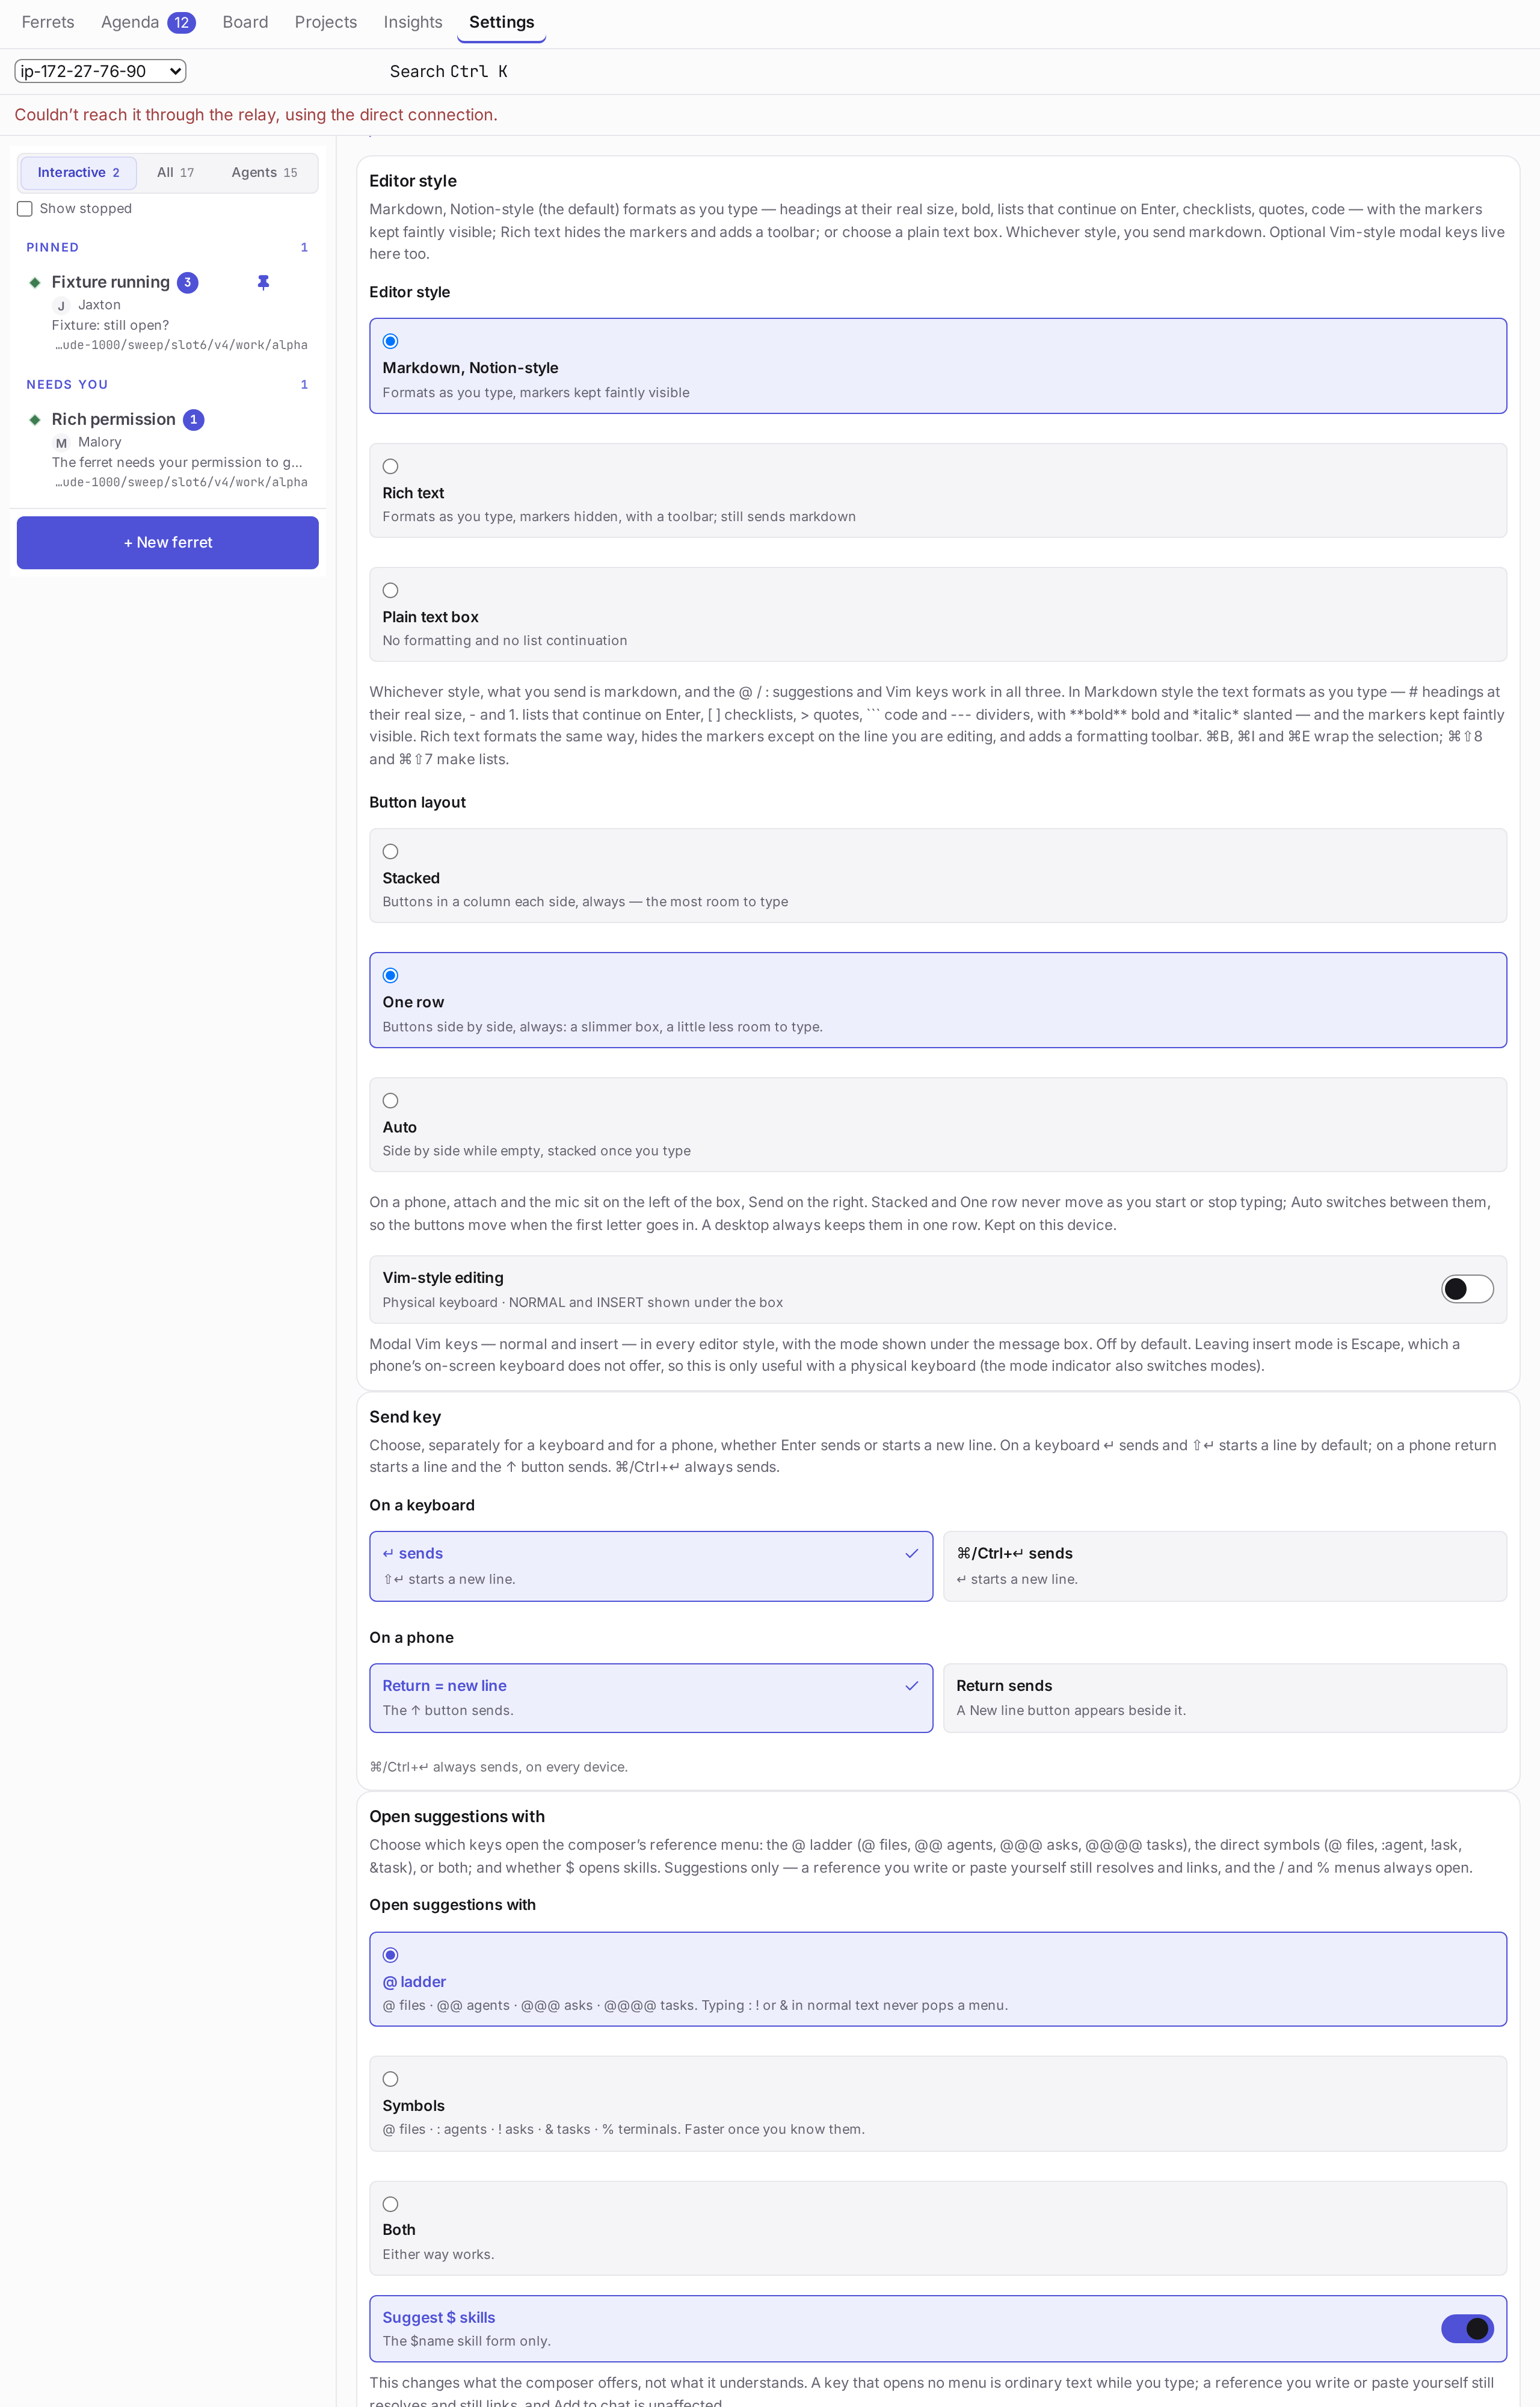 Ferrets Agenda 12 Board Projects Insights Settings
ip-172-27-76-90 Search Ctrl K
Couldn’t reach it through the relay, using the direct connection.
Interactive 2 All 17 Agents 15
Show stopped
PINNED 1
Fixture running 3
J Jaxton
Fixture: still open?
…ude-1000/sweep/slot6/v4/work/alpha
NEEDS YOU 1
Rich permission 1
M Malory
The ferret needs your permission to g…
…ude-1000/sweep/slot6/v4/work/alpha
+ New ferret
Editor style
Markdown, Notion-style (the default) formats as you type — headings at their real size, bold, lists that continue on Enter, checklists, quotes, code — with the markers
kept faintly visible; Rich text hides the markers and adds a toolbar; or choose a plain text box. Whichever style, you send markdown. Optional Vim-style modal keys live
here too.
Editor style
Markdown, Notion-style
Formats as you type, markers kept faintly visible
Rich text
Formats as you type, markers hidden, with a toolbar; still sends markdown
Plain text box
No formatting and no list continuation
Whichever style, what you send is markdown, and the @ / : suggestions and Vim keys work in all three. In Markdown style the text formats as you type — # headings at
their real size, - and 1. lists that continue on Enter, [ ] checklists, > quotes, ``` code and --- dividers, with **bold** bold and *italic* slanted — and the markers kept faintly
visible. Rich text formats the same way, hides the markers except on the line you are editing, and adds a formatting toolbar. ⌘B, ⌘I and ⌘E wrap the selection; ⌘⇧8
and ⌘⇧7 make lists.
Button layout
Stacked
Buttons in a column each side, always — the most room to type
One row
Buttons side by side, always: a slimmer box, a little less room to type.
Auto
Side by side while empty, stacked once you type
On a phone, attach and the mic sit on the left of the box, Send on the right. Stacked and One row never move as you start or stop typing; Auto switches between them,
so the buttons move when the first letter goes in. A desktop always keeps them in one row. Kept on this device.
Vim-style editing
Physical keyboard · NORMAL and INSERT shown under the box
Modal Vim keys — normal and insert — in every editor style, with the mode shown under the message box. Off by default. Leaving insert mode is Escape, which a
phone’s on-screen keyboard does not offer, so this is only useful with a physical keyboard (the mode indicator also switches modes).
Send key
Choose, separately for a keyboard and for a phone, whether Enter sends or starts a new line. On a keyboard ↵ sends and ⇧↵ starts a line by default; on a phone return
starts a line and the ↑ button sends. ⌘/Ctrl+↵ always sends.
On a keyboard
↵ sends
⇧↵ starts a new line.
⌘/Ctrl+↵ sends
↵ starts a new line.
On a phone
Return = new line
The ↑ button sends.
Return sends
A New line button appears beside it.
⌘/Ctrl+↵ always sends, on every device.
Open suggestions with
Choose which keys open the composer’s reference menu: the @ ladder (@ files, @@ agents, @@@ asks, @@@@ tasks), the direct symbols (@ files, :agent, !ask,
&task), or both; and whether $ opens skills. Suggestions only — a reference you write or paste yourself still resolves and links, and the / and % menus always open.
Open suggestions with
@ ladder
@ files · @@ agents · @@@ asks · @@@@ tasks. Typing : ! or & in normal text never pops a menu.
Symbols
@ files · : agents · ! asks · & tasks · % terminals. Faster once you know them.
Both
Either way works.
Suggest $ skills
The $name skill form only.
This changes what the composer offers, not what it understands. A key that opens no menu is ordinary text while you type; a reference you write or paste yourself still
resolves and still links, and Add to chat is unaffected.